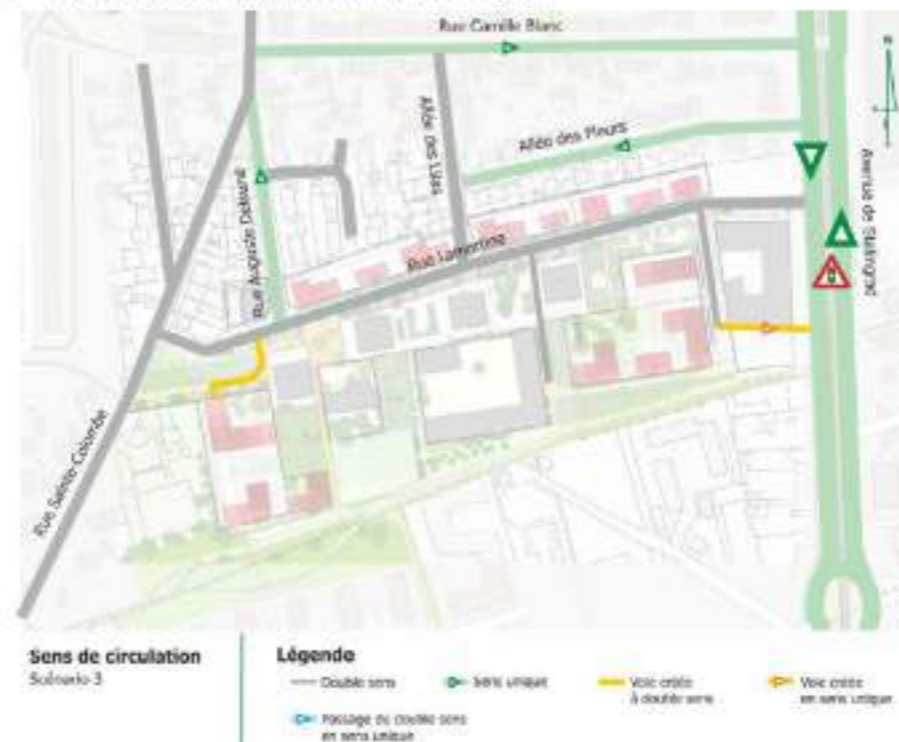 Rue Camille Blanc
N
Allée des Lilas
Allée des Fleurs
Rue Auguste Delaune
Rue Lamartine
Avenue de Stalingrad
Rue Sainte-Colombe
Sens de circulation
Scénario 3
Légende
Double sens
Sens unique
Voie créée
à double sens
Voie créée
en sens unique
Passage du double sens
en sens unique